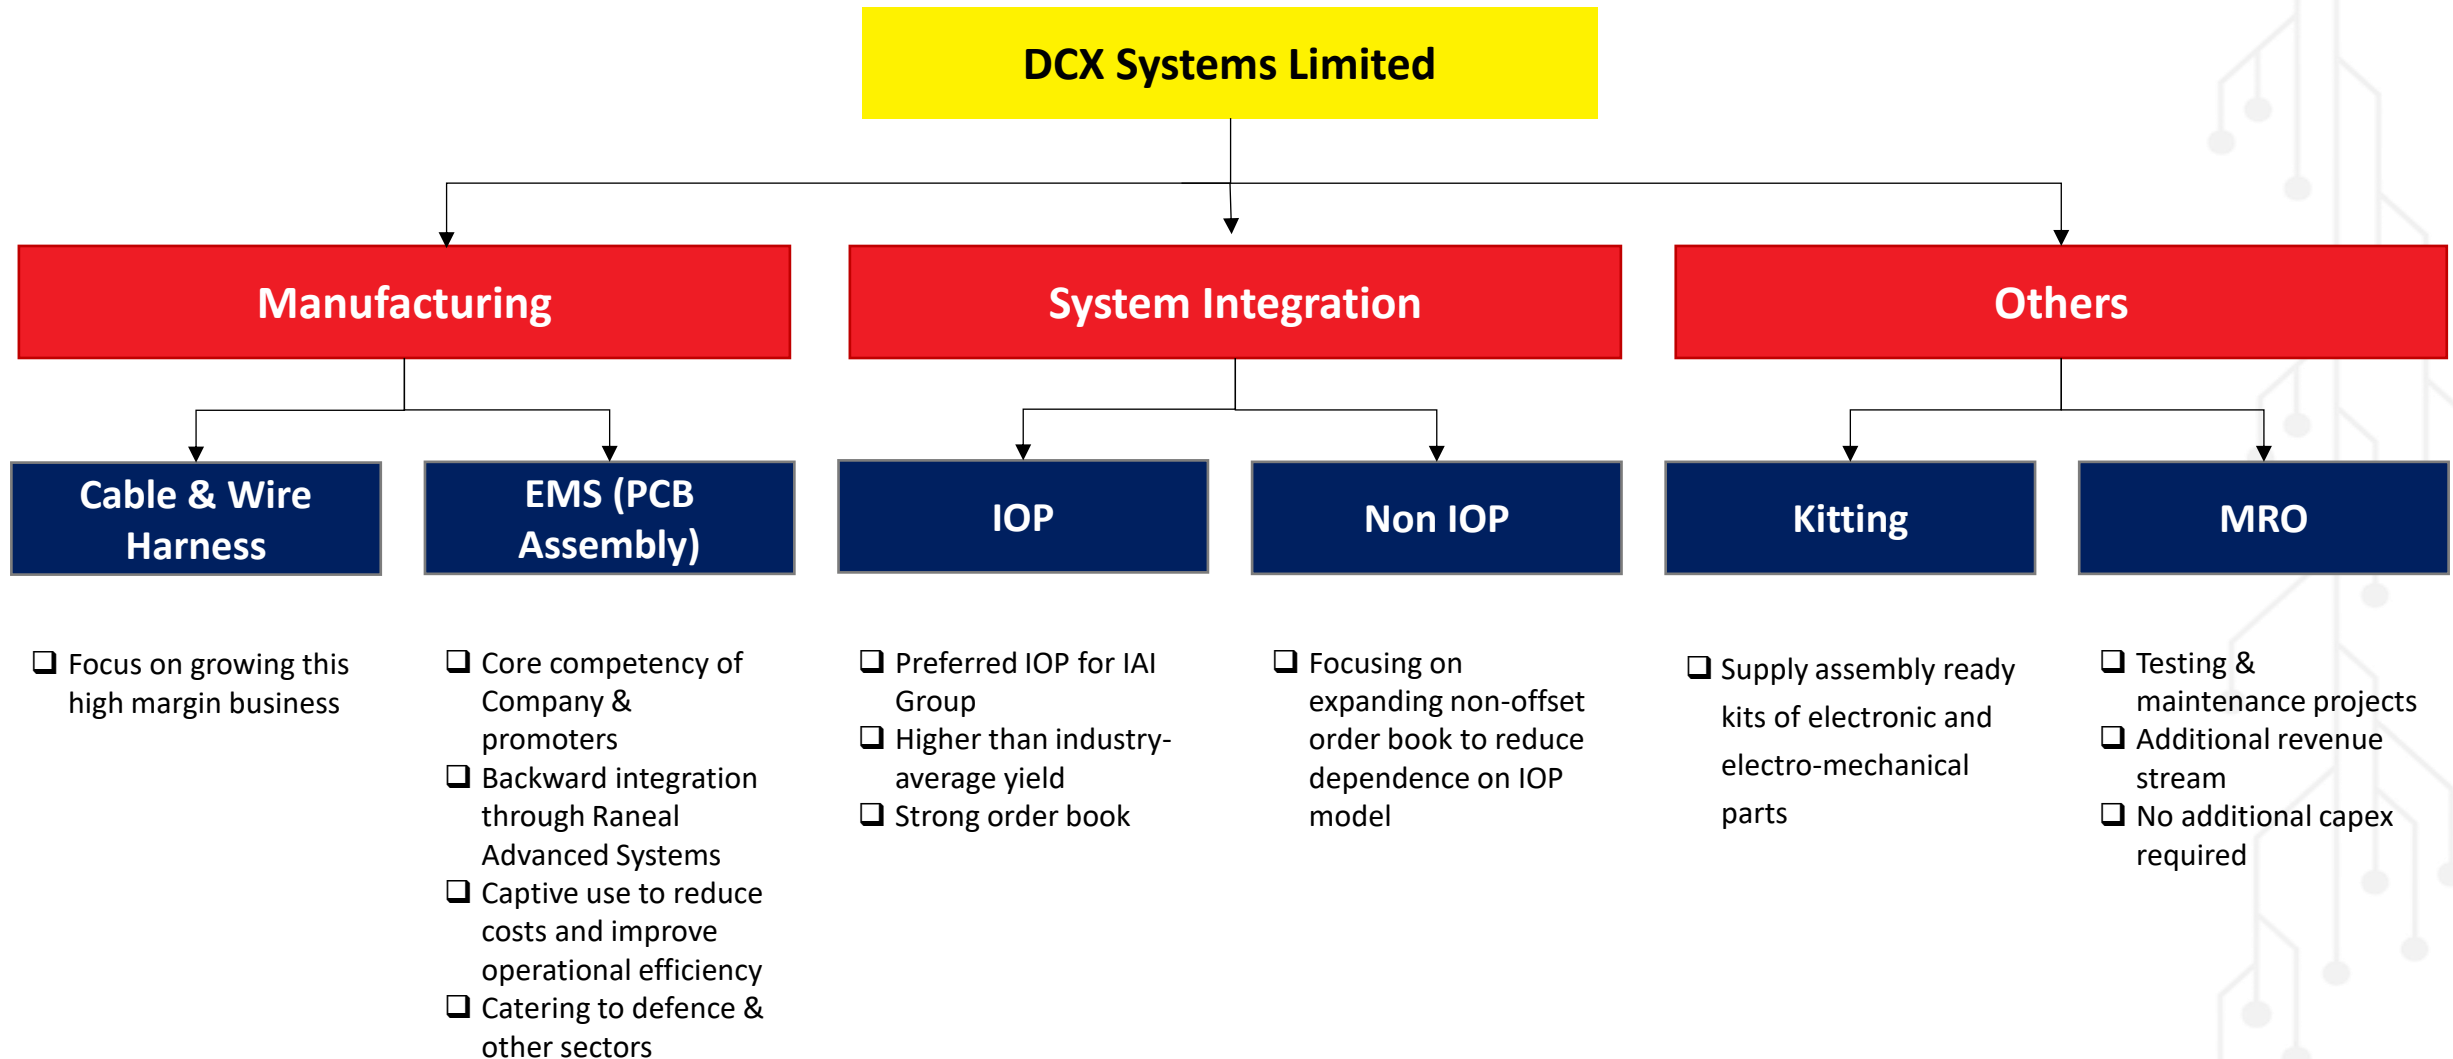 DCX Systems Limited
Manufacturing
System Integration
Others
Cable & Wire
Harness
EMS (PCB
Assembly)
IOP
Non IOP
Kitting
MRO
❑ Focus on growing this
high margin business
❑ Core competency of
Company &
promoters
❑ Backward integration
through Raneal
Advanced Systems
❑ Captive use to reduce
costs and improve
operational efficiency
❑ Catering to defence &
other sectors
❑ Preferred IOP for IAI
Group
❑ Higher than industry-
average yield
❑ Strong order book
❑ Focusing on
expanding non-offset
order book to reduce
dependence on IOP
model
❑ Supply assembly ready
kits of electronic and
electro-mechanical
parts
❑ Testing &
maintenance projects
❑ Additional revenue
stream
❑ No additional capex
required